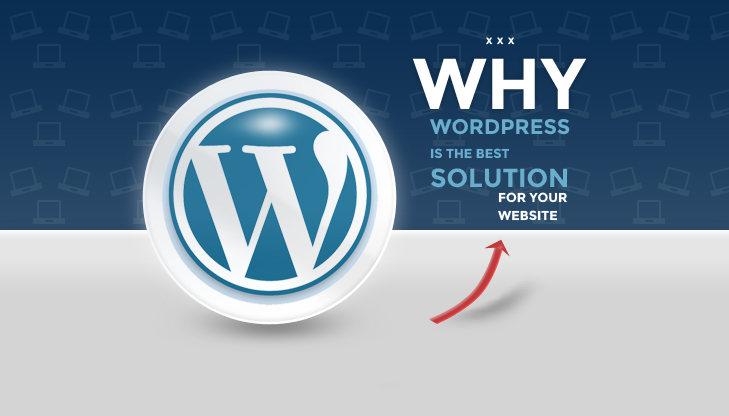 x x x
WHY
WORDPRESS
IS THE BEST
SOLUTION
FOR YOUR
WEBSITE
W